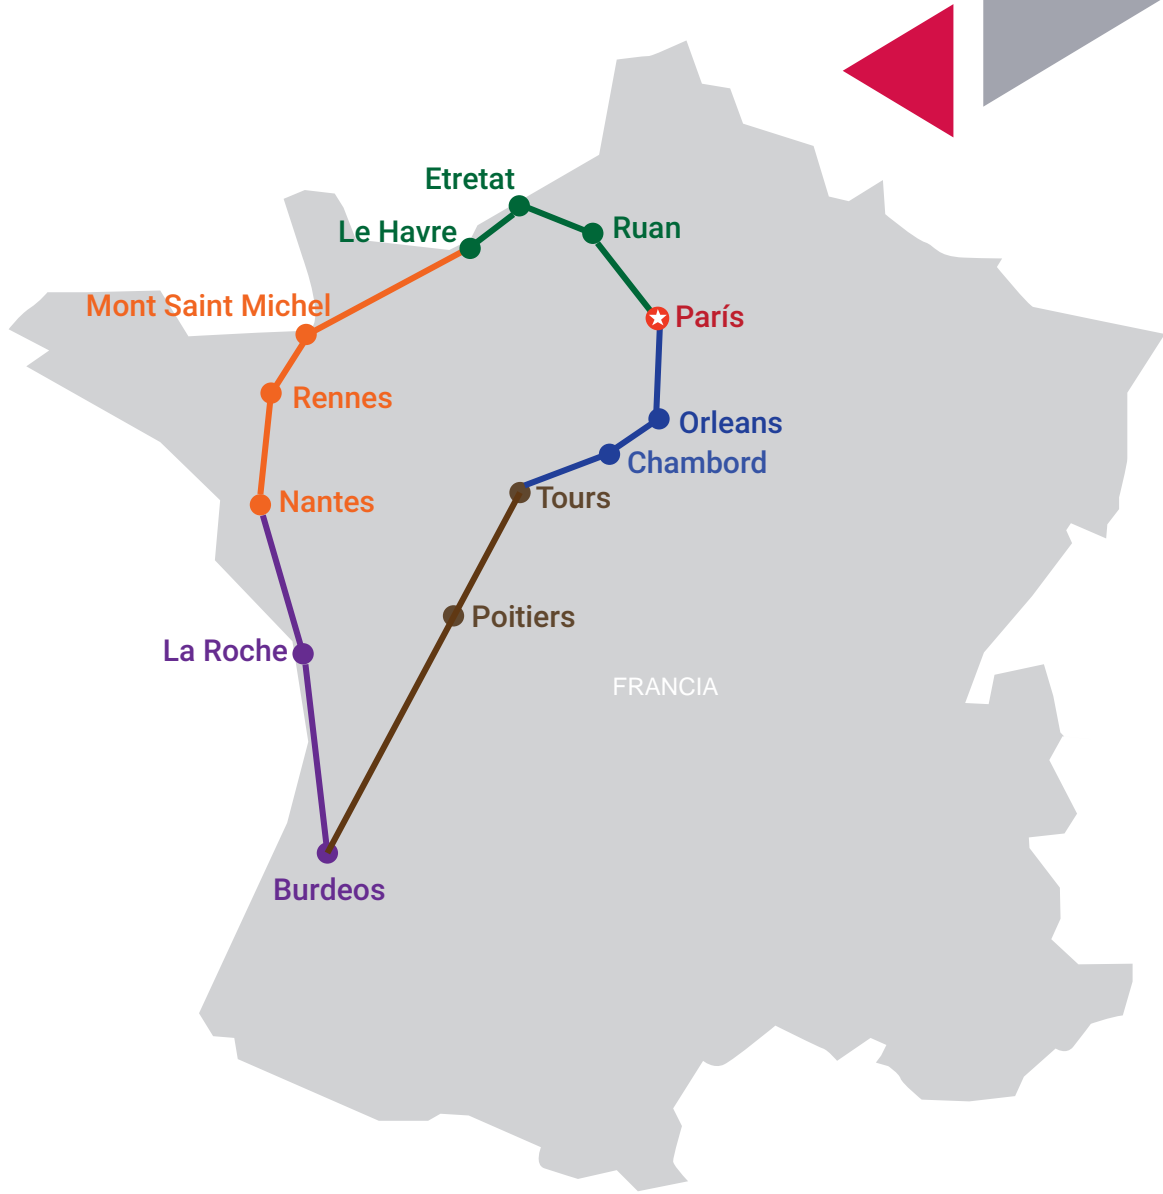 Etretat
Ruan
Le Havre
Mont Saint Michel
París
Rennes
Orleans
Chambord
Tours
Nantes
Poitiers
La Roche
FRANCIA
Burdeos